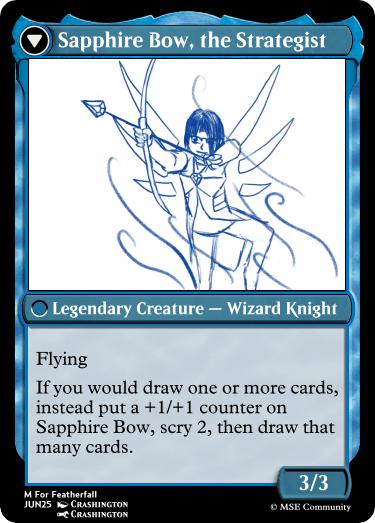 Sapphire Bow, the Strategist
Legendary Creature — Wizard Knight
Flying
If you would draw one or more cards,
instead put a +1/+1 counter on
Sapphire Bow, scry 2, then draw that
many cards.
3/3
M For Featherfall
JUN25 CRASHINGTON
CRASHINGTON
© MSE Community